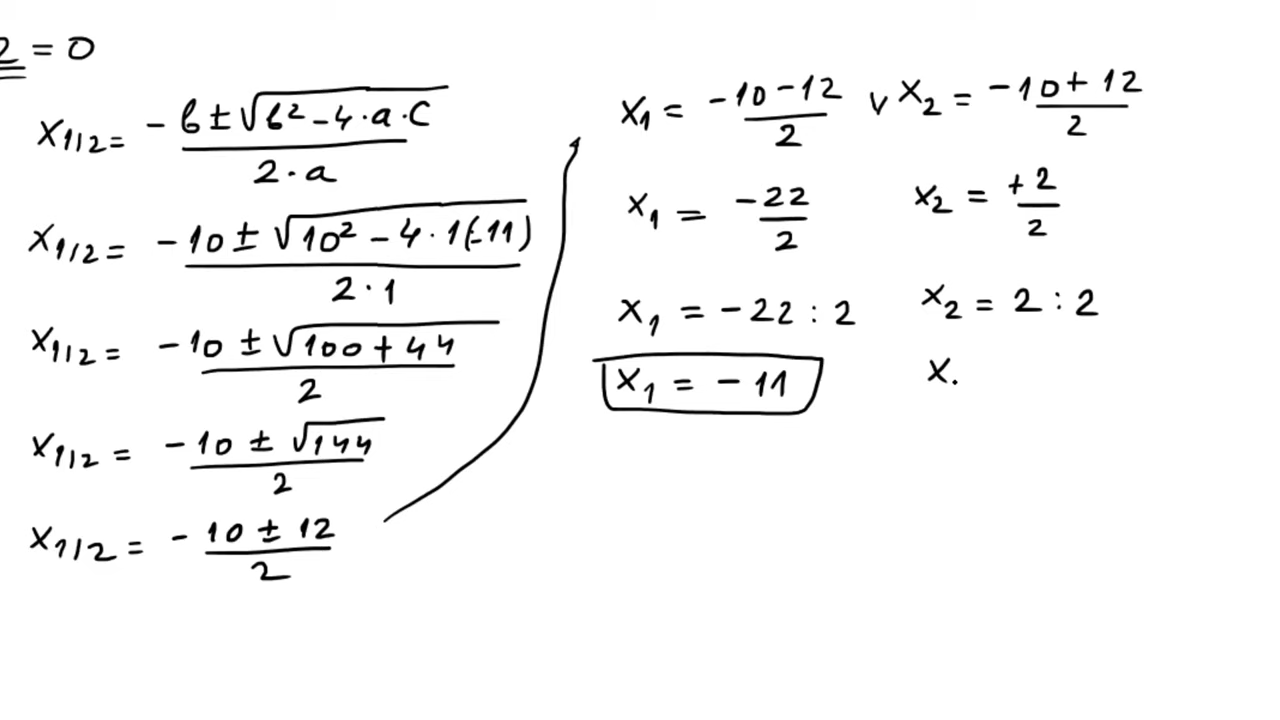 2 = 0
x₁/₂ = (-b ± √(b² - 4 · a · c)) / (2 · a)
x₁/₂ = (-10 ± √(10² - 4 · 1(-11))) / (2 · 1)
x₁/₂ = (-10 ± √(100 + 44)) / 2
x₁/₂ = (-10 ± √144) / 2
x₁/₂ = (-10 ± 12) / 2
x₁ = (-10 - 12) / 2 v x₂ = (-10 + 12) / 2
x₁ = -22 / 2
x₁ = -22 : 2
x₁ = -11
x₂ = +2 / 2
x₂ = 2 : 2
x.